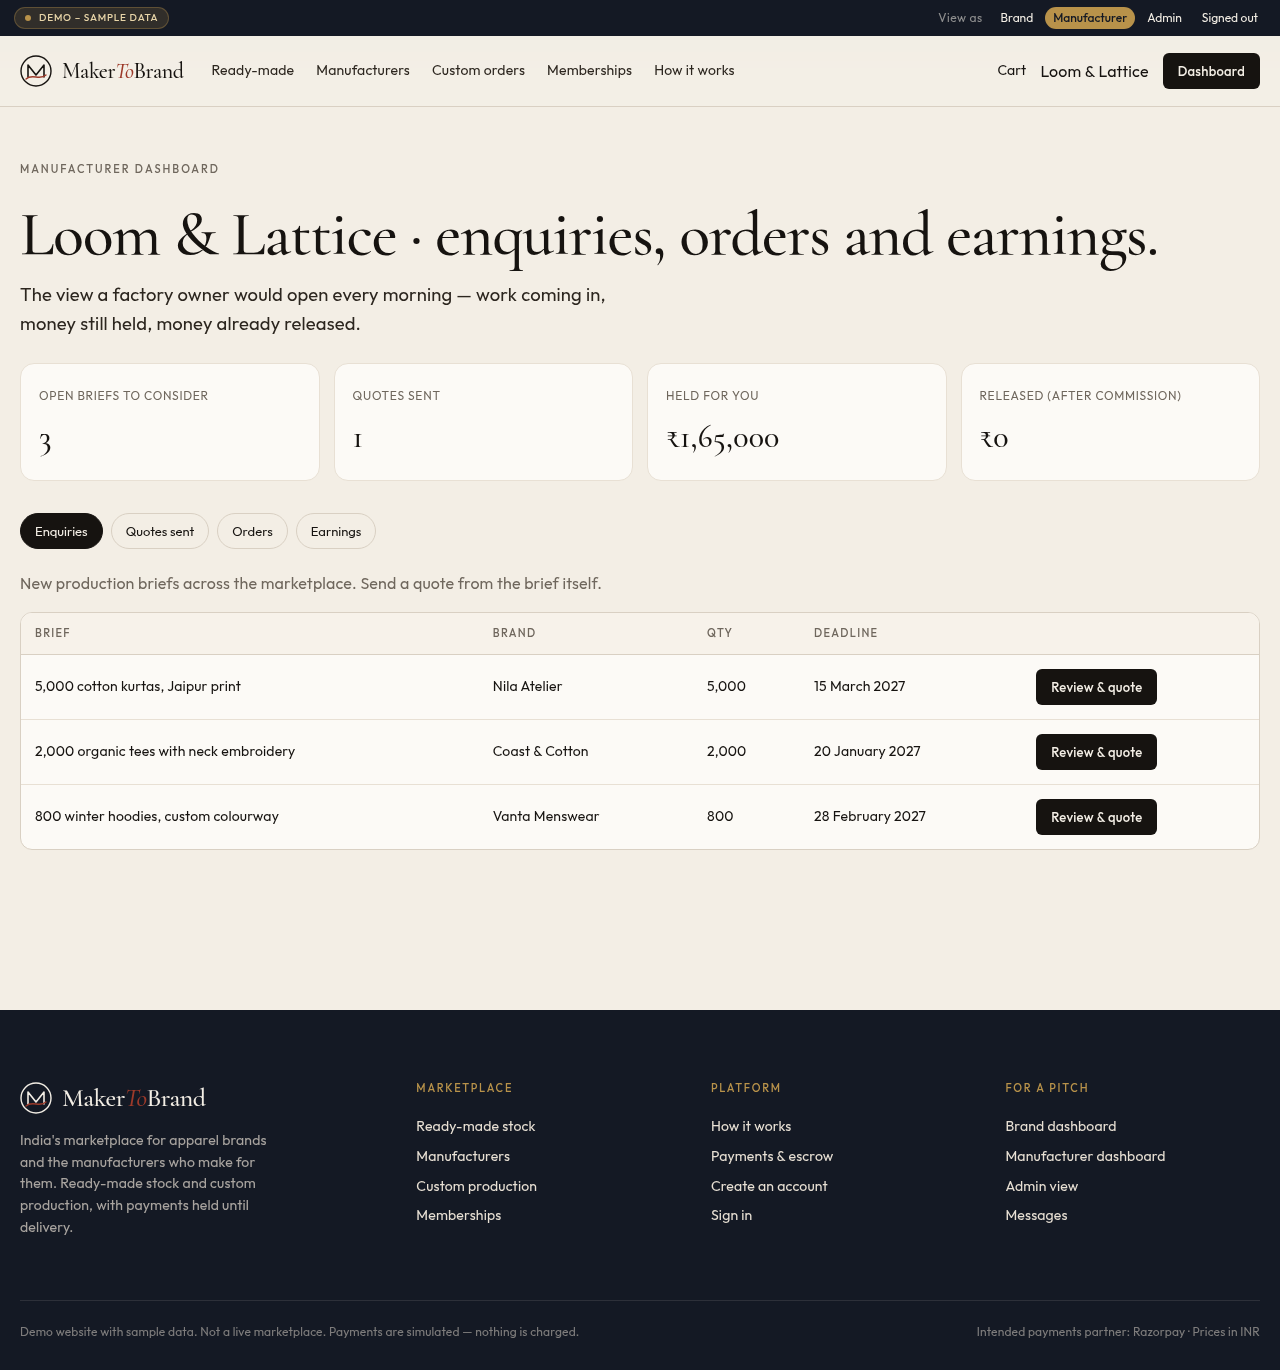 DEMO – SAMPLE DATA
View as Brand Manufacturer Admin Signed out
MakerToBrand Ready-made Manufacturers Custom orders Memberships How it works Cart Loom & Lattice Dashboard
MANUFACTURER DASHBOARD
Loom & Lattice · enquiries, orders and earnings.
The view a factory owner would open every morning — work coming in,
money still held, money already released.
OPEN BRIEFS TO CONSIDER
3
QUOTES SENT
1
HELD FOR YOU
₹1,65,000
RELEASED (AFTER COMMISSION)
₹0
Enquiries Quotes sent Orders Earnings
New production briefs across the marketplace. Send a quote from the brief itself.
BRIEF BRAND QTY DEADLINE
5,000 cotton kurtas, Jaipur print Nila Atelier 5,000 15 March 2027 Review & quote
2,000 organic tees with neck embroidery Coast & Cotton 2,000 20 January 2027 Review & quote
800 winter hoodies, custom colourway Vanta Menswear 800 28 February 2027 Review & quote
MakerToBrand
India's marketplace for apparel brands
and the manufacturers who make for
them. Ready-made stock and custom
production, with payments held until
delivery.
MARKETPLACE
Ready-made stock
Manufacturers
Custom production
Memberships
PLATFORM
How it works
Payments & escrow
Create an account
Sign in
FOR A PITCH
Brand dashboard
Manufacturer dashboard
Admin view
Messages
Demo website with sample data. Not a live marketplace. Payments are simulated — nothing is charged.
Intended payments partner: Razorpay · Prices in INR